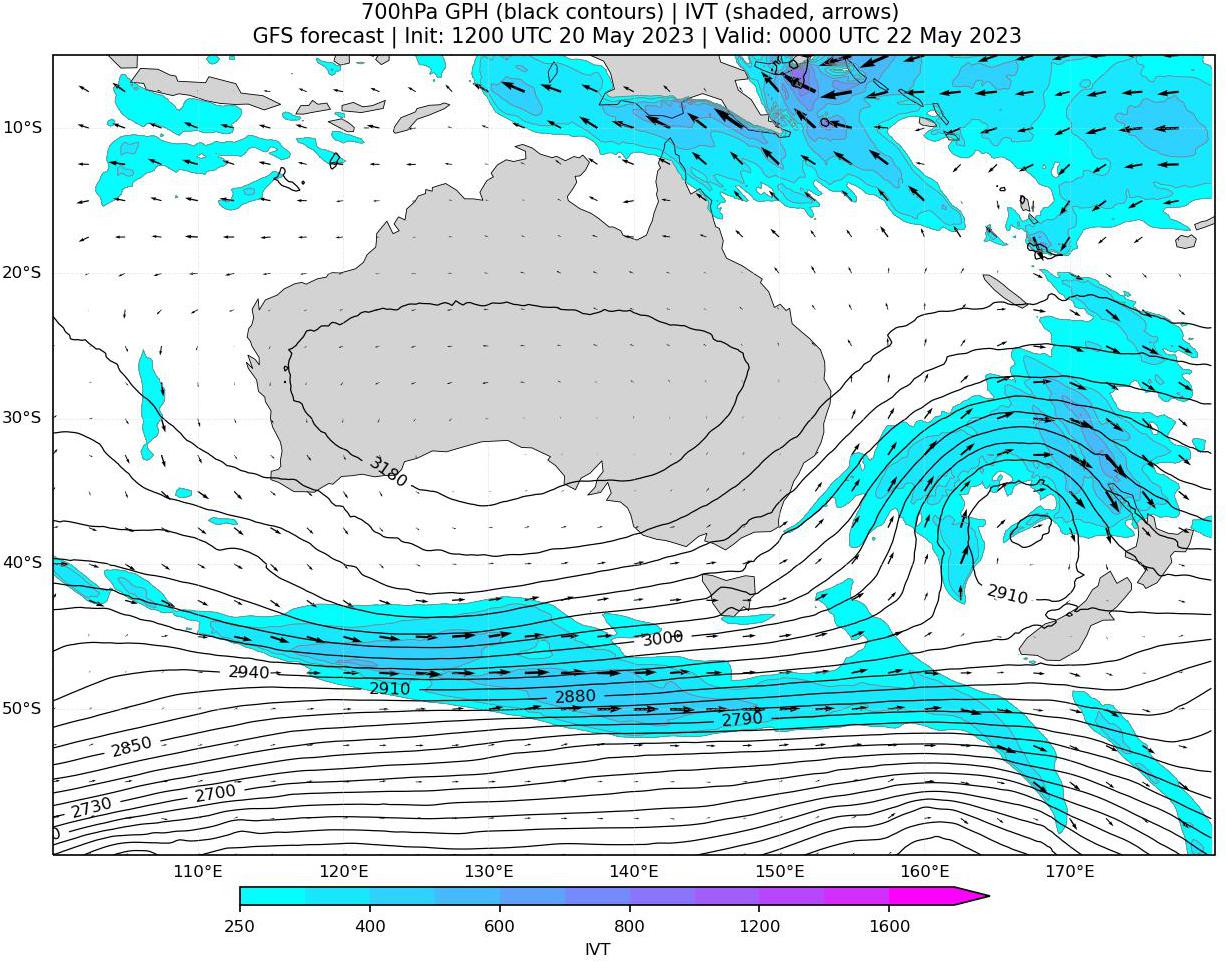 700hPa GPH (black contours) | IVT (shaded, arrows)
GFS forecast | Init: 1200 UTC 20 May 2023 | Valid: 0000 UTC 22 May 2023
10°S
20°S
30°S
3180
40°S
2910
3000
2940
2910
2880
50°S
2790
2850
2700
2730
110°E 120°E 130°E 140°E 150°E 160°E 170°E
250 400 600 800 1200 1600
IVT